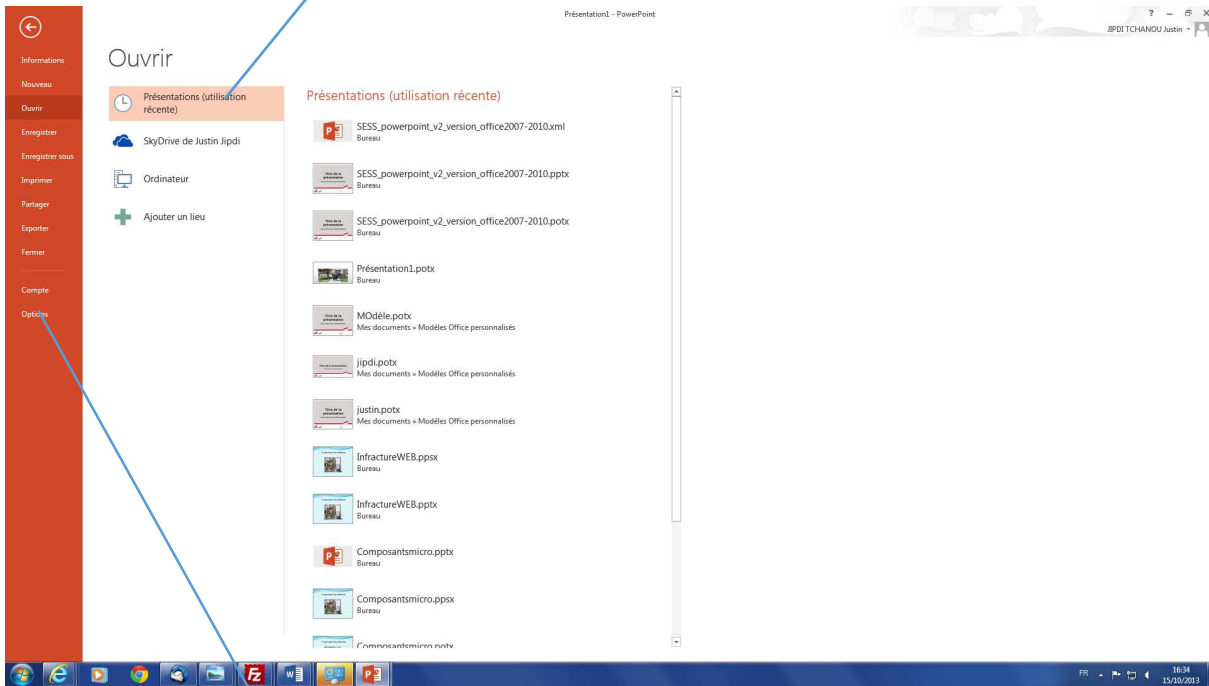 Présentation1 - PowerPoint
? – X
JIPDI TCHANOU Justin
Informations
Nouveau
Ouvrir
Enregistrer
Enregistrer sous
Imprimer
Partager
Exporter
Fermer
Compte
Options
Ouvrir
Présentations (utilisation
récente)
SkyDrive de Justin Jipdi
Ordinateur
Ajouter un lieu
Présentations (utilisation récente)
SESS_powerpoint_v2_version_office2007-2010.xml
Bureau
SESS_powerpoint_v2_version_office2007-2010.pptx
Bureau
SESS_powerpoint_v2_version_office2007-2010.potx
Bureau
Présentation1.potx
Bureau
MOdèle.potx
Mes documents » Modèles Office personnalisés
jipdi.potx
Mes documents » Modèles Office personnalisés
justin.potx
Mes documents » Modèles Office personnalisés
InfractureWEB.ppsx
Bureau
InfractureWEB.pptx
Bureau
Composantsmicro.pptx
Bureau
Composantsmicro.ppsx
Bureau
Composantsmicro.potx
FR
16:34
15/10/2013